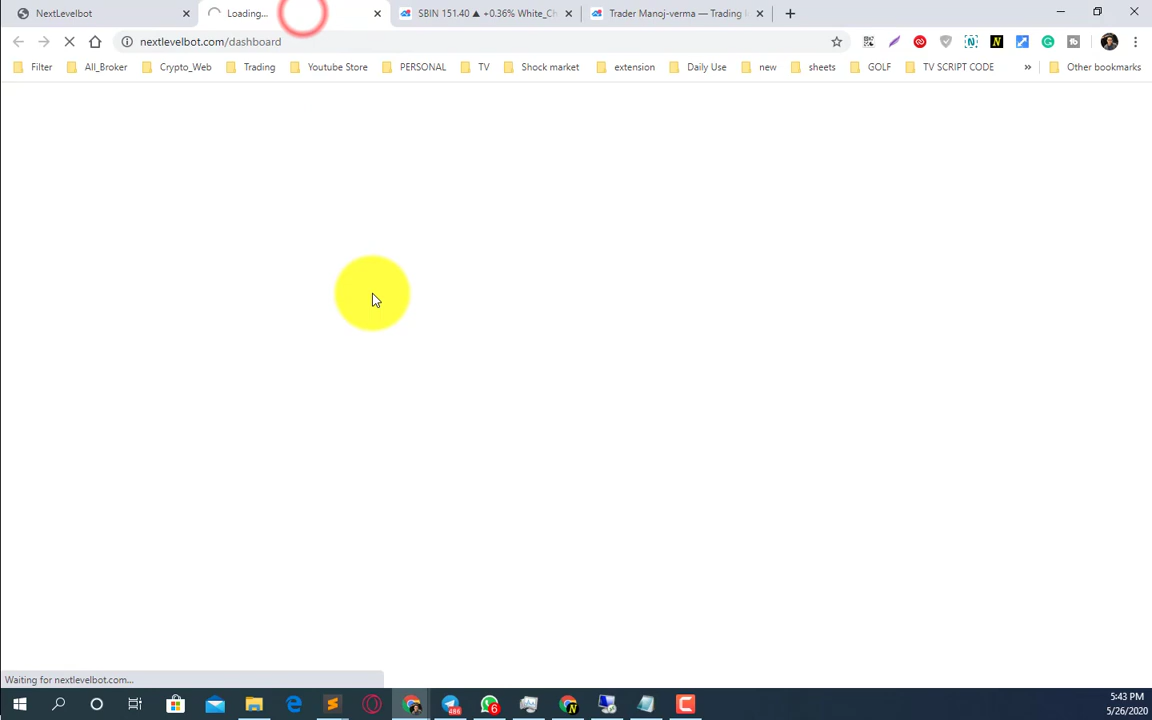 NextLevelbot
Loading...
SBIN 151.40 ▲ +0.36% White_Ch
Trader Manoj-verma — Trading
nextlevelbot.com/dashboard
Filter All_Broker Crypto_Web Trading Youtube Store PERSONAL TV Shock market extension Daily Use new sheets GOLF TV SCRIPT CODE » Other bookmarks
Waiting for nextlevelbot.com...
486
6
5:43 PM
5/26/2020